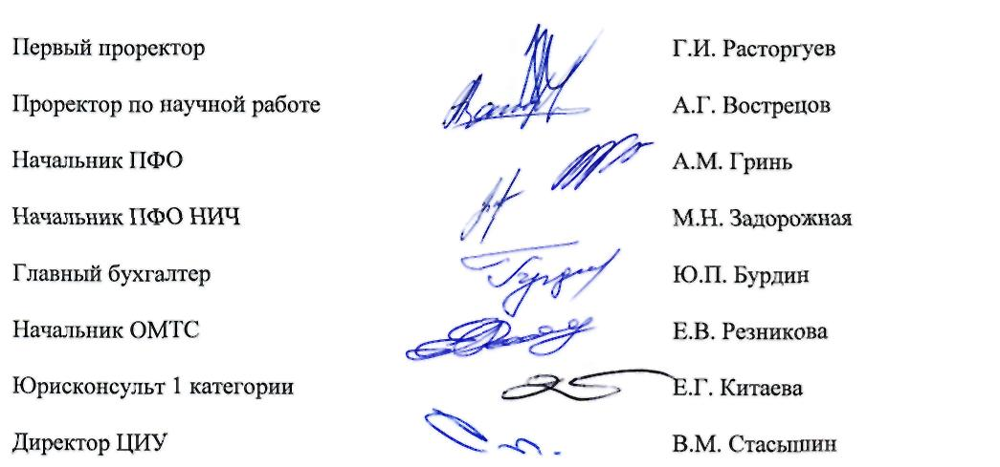 Первый проректор Г.И. Расторгуев
Проректор по научной работе А.Г. Вострецов
Начальник ПФО А.М. Гринь
Начальник ПФО НИЧ М.Н. Задорожная
Главный бухгалтер Ю.П. Бурдин
Начальник ОМТС Е.В. Резникова
Юрисконсульт 1 категории Е.Г. Китаева
Директор ЦИУ В.М. Стасышин